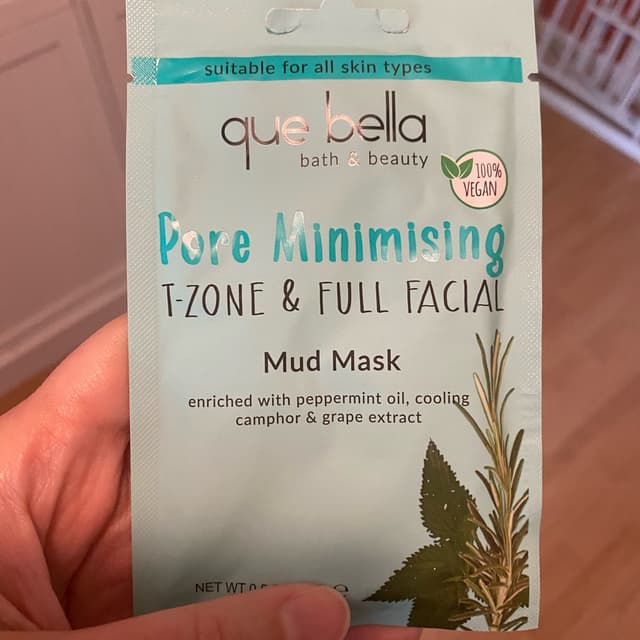 suitable for all skin types
que bella
bath & beauty
100%
VEGAN
Pore Minimising
T-ZONE & FULL FACIAL
Mud Mask
enriched with peppermint oil, cooling
camphor & grape extract
NET WT